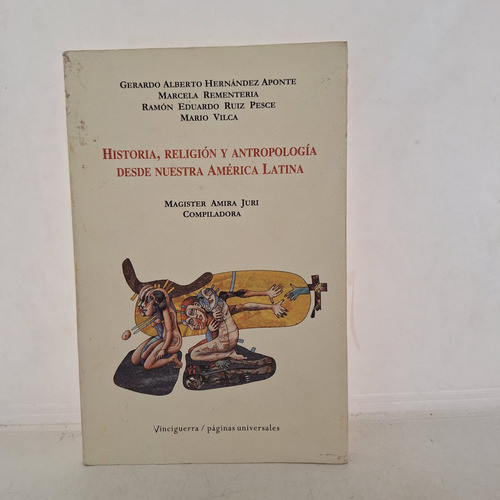 GERARDO ALBERTO HERNÁNDEZ APONTE
MARCELA REMENTERIA
RAMÓN EDUARDO RUIZ PESCE
MARIO VILCA
HISTORIA, RELIGIÓN Y ANTROPOLOGÍA
DESDE NUESTRA AMÉRICA LATINA
MAGISTER AMIRA JURI
COMPILADORA
Vinciguerra / páginas universales